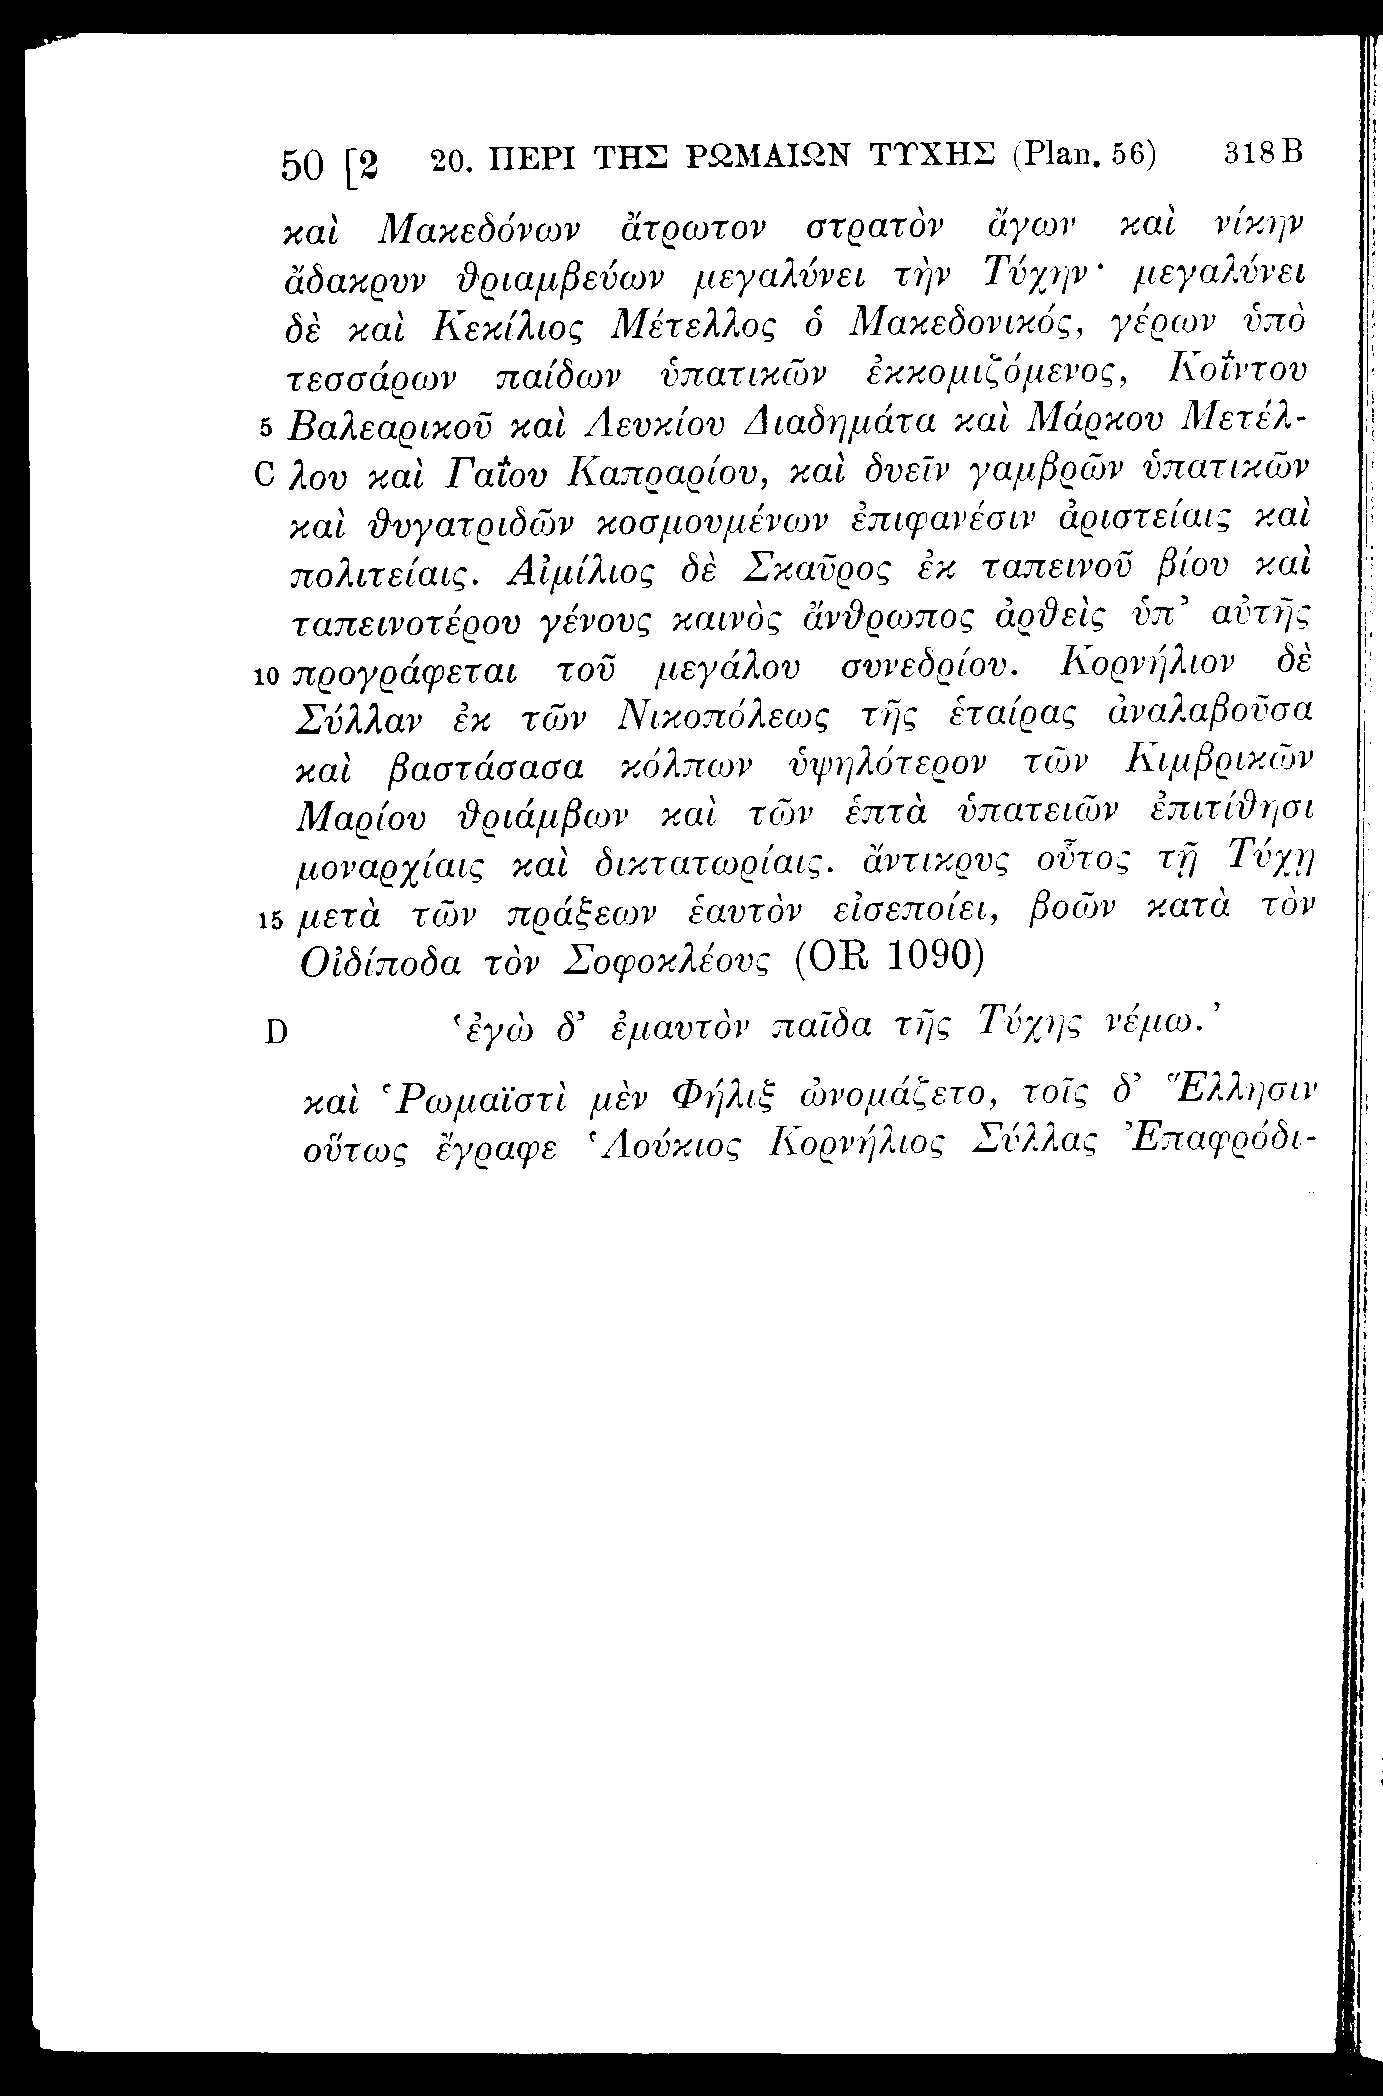 50 [2 20. ΠΕΡΙ ΤΗΣ ΡΩΜΑΙΩΝ ΤΥΧΗΣ (Plan. 56) 318 B
καὶ Μακεδόνων ἄτρωτον στρατὸν ἄγων καὶ νίκην
ἄδακρυν θριαμβεύων μεγαλύνει τὴν Τύχην· μεγαλύνει
δὲ καὶ Κεκίλιος Μέτελλος ὁ Μακεδονικός, γέρων ὑπὸ
τεσσάρων παίδων ὑπατικῶν ἐκκομιζόμενος, Κοΐντου
5 Βαλεαρικοῦ καὶ Λευκίου Διαδημάτα καὶ Μάρκου Μετέλ-
C λου καὶ Γαΐου Καπραρίου, καὶ δυεῖν γαμβρῶν ὑπατικῶν
καὶ θυγατριδῶν κοσμουμένων ἐπιφανέσιν ἀριστείαις καὶ
πολιτείαις. Αἰμίλιος δὲ Σκαῦρος ἐκ ταπεινοῦ βίου καὶ
ταπεινοτέρου γένους καινὸς ἄνθρωπος ἀρθεὶς ὑπ’ αὐτῆς
10 προγράφεται τοῦ μεγάλου συνεδρίου. Κορνήλιον δὲ
Σύλλαν ἐκ τῶν Νικοπόλεως τῆς ἑταίρας ἀναλαβοῦσα
καὶ βαστάσασα κόλπων ὑψηλότερον τῶν Κιμβρικῶν
Μαρίου θριάμβων καὶ τῶν ἑπτὰ ὑπατειῶν ἐπιτίθησι
μοναρχίαις καὶ δικτατωρίαις. ἄντικρυς οὗτος τῇ Τύχῃ
15 μετὰ τῶν πράξεων ἑαυτὸν εἰσεποίει, βοῶν κατὰ τὸν
Οἰδίποδα τὸν Σοφοκλέους (OR 1090)
D ‘ἐγὼ δ’ ἐμαυτὸν παῖδα τῆς Τύχης νέμω.’
καὶ Ῥωμαϊστὶ μὲν Φήλιξ ὠνομάζετο, τοῖς δ’ Ἕλλησιν
οὕτως ἔγραφε ‘Λούκιος Κορνήλιος Σύλλας Ἐπαφρόδι-